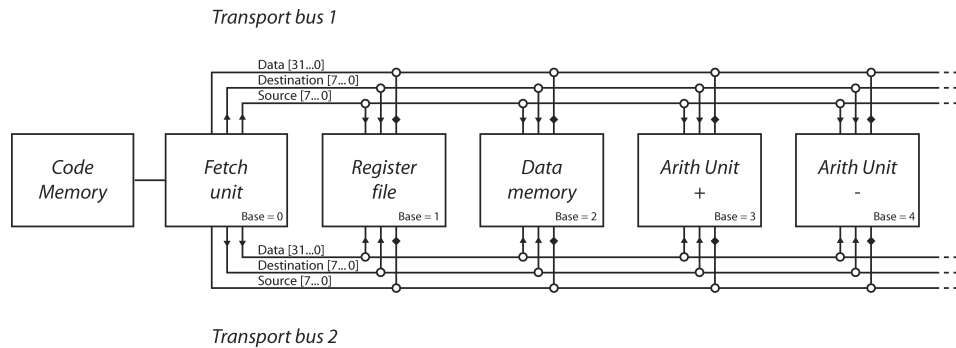 Transport bus 1
Data [31...0]
Destination [7...0]
Source [7...0]
Code
Memory
Fetch
unit
Base = 0
Register
file
Base = 1
Data
memory
Base = 2
Arith Unit
+
Base = 3
Arith Unit
-
Base = 4
Data [31...0]
Destination [7...0]
Source [7...0]
Transport bus 2